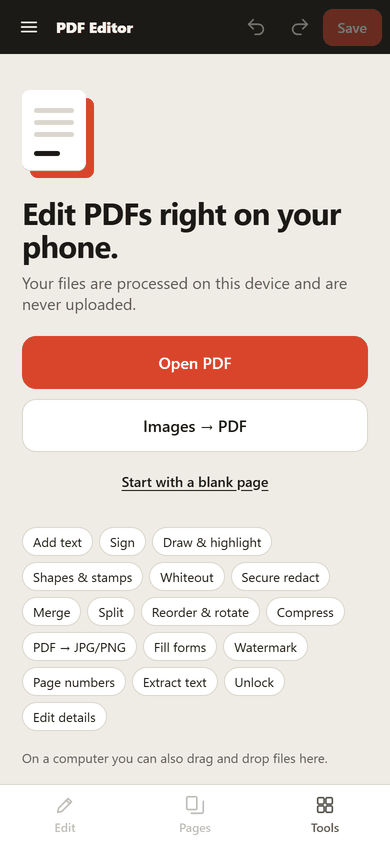 PDF Editor
Save
Edit PDFs right on your
phone.
Your files are processed on this device and are
never uploaded.
Open PDF
Images → PDF
Start with a blank page
Add text Sign Draw & highlight
Shapes & stamps Whiteout Secure redact
Merge Split Reorder & rotate Compress
PDF → JPG/PNG Fill forms Watermark
Page numbers Extract text Unlock
Edit details
On a computer you can also drag and drop files here.
Edit Pages Tools